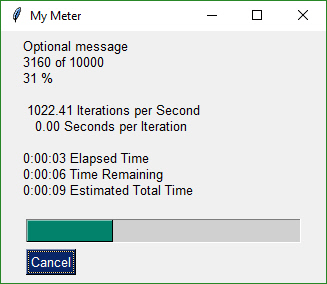 My Meter
Optional message
3160 of 10000
31 %
1022.41 Iterations per Second
0.00 Seconds per Iteration
0:00:03 Elapsed Time
0:00:06 Time Remaining
0:00:09 Estimated Total Time
Cancel